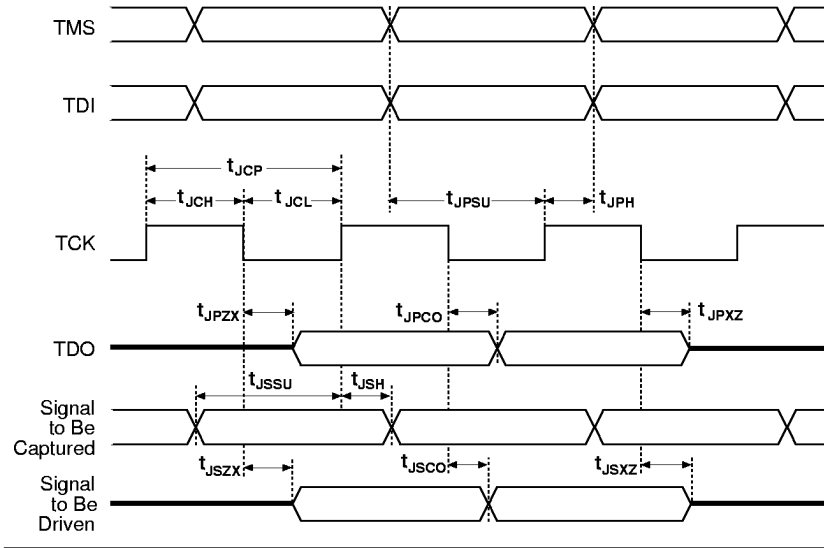 TMS
TDI
tJCP
tJCH tJCL tJPSU tJPH
TCK
tJPZX tJPCO tJPXZ
TDO
tJSSU tJSH
Signal
to Be
Captured
tJSZX tJSCO tJSXZ
Signal
to Be
Driven